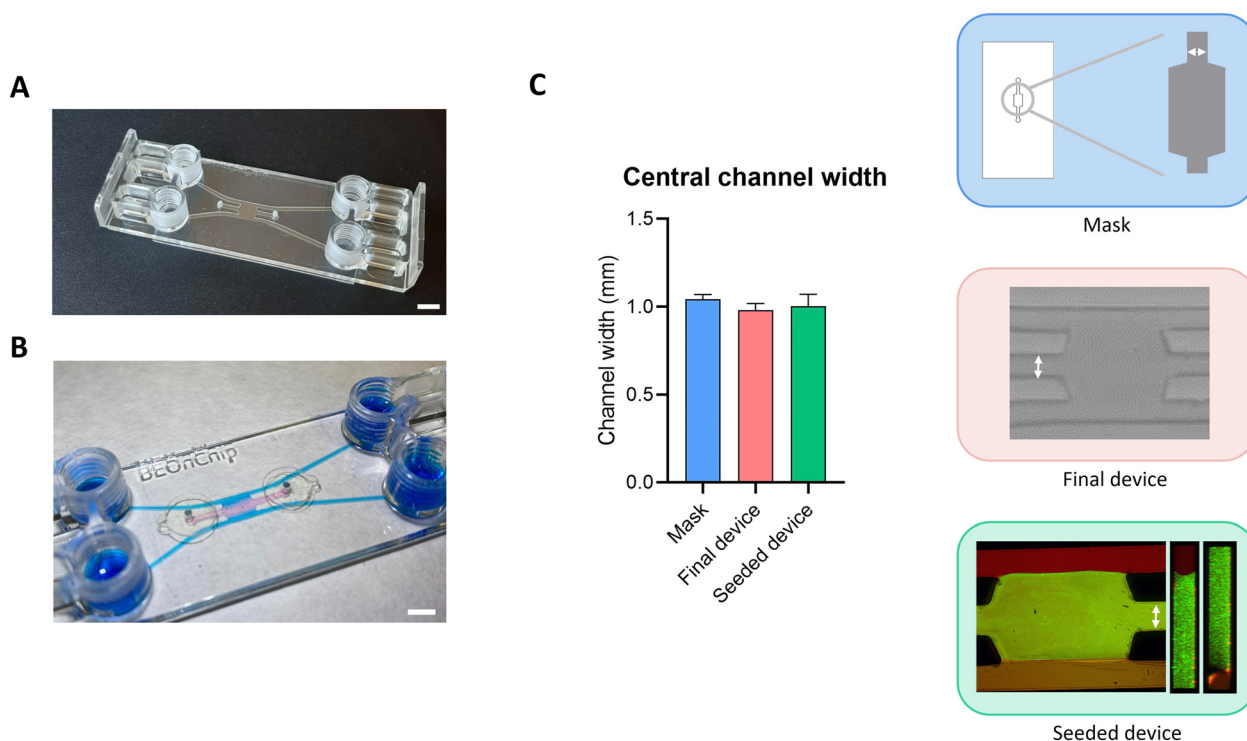 A
B
BEOnChip
C
Central channel width
Channel width (mm)
1.5
1.0
0.5
0.0
Mask
Final device
Seeded device
Mask
Final device
Seeded device